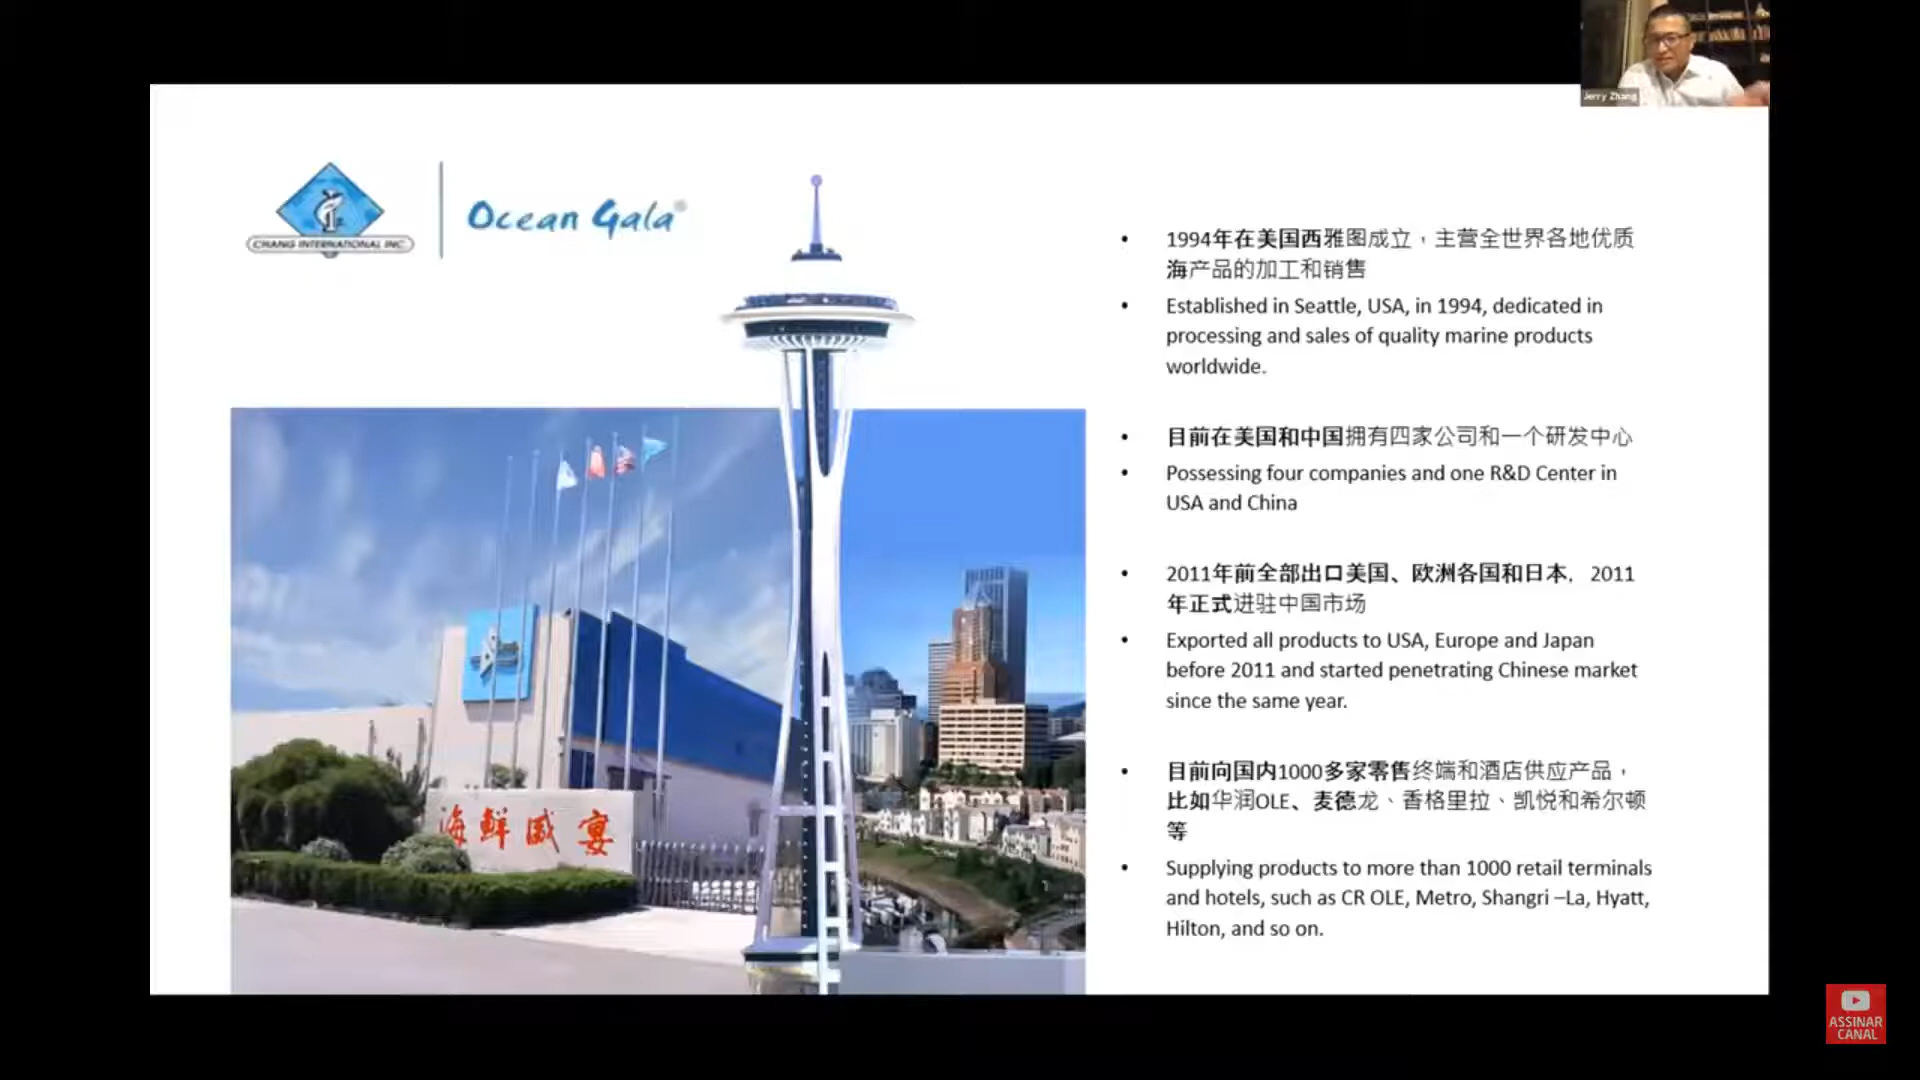 Jerry Zhang
CHANG INTERNATIONAL INC.
Ocean Gala®
• 1994年在美国西雅图成立，主营全世界各地优质
海产品的加工和销售
• Established in Seattle, USA, in 1994, dedicated in
processing and sales of quality marine products
worldwide.
• 目前在美国和中国拥有四家公司和一个研发中心
• Possessing four companies and one R&D Center in
USA and China
• 2011年前全部出口美国、欧洲各国和日本，2011
年正式进驻中国市场
• Exported all products to USA, Europe and Japan
before 2011 and started penetrating Chinese market
since the same year.
• 目前向国内1000多家零售终端和酒店供应产品，
比如华润OLE、麦德龙、香格里拉、凯悦和希尔顿
等
• Supplying products to more than 1000 retail terminals
and hotels, such as CR OLE, Metro, Shangri –La, Hyatt,
Hilton, and so on.
海鲜盛宴
ASSINAR
CANAL